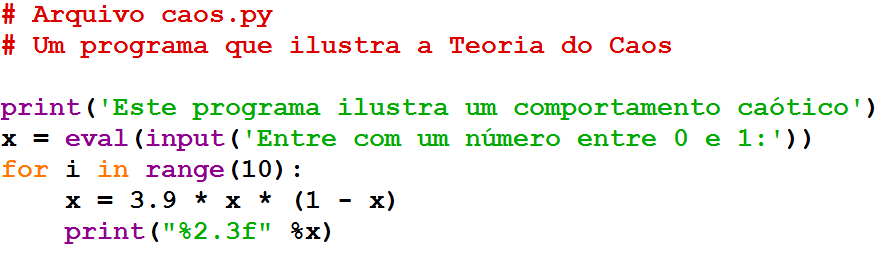 # Arquivo caos.py
# Um programa que ilustra a Teoria do Caos
print('Este programa ilustra um comportamento caótico')
x = eval(input('Entre com um número entre 0 e 1:'))
for i in range(10):
    x = 3.9 * x * (1 - x)
    print("%2.3f" %x)